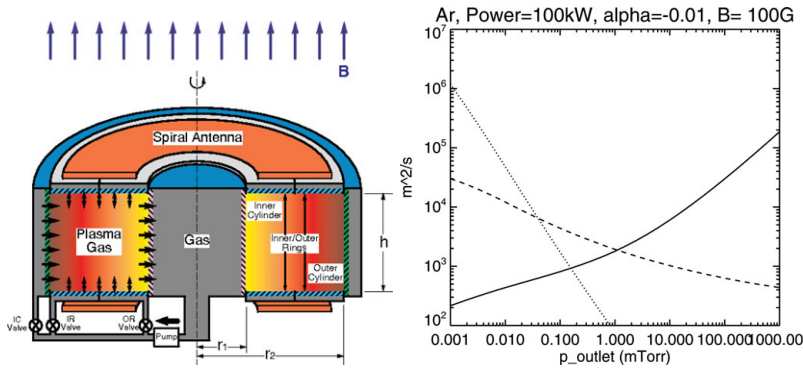 B
Spiral Antenna
Plasma
Gas
Gas
Inner
Cylinder
Inner/Outer
Rings
Outer
Cylinder
h
IC
Valve
IR
Valve
OR
Valve
Pump
r1
r2
Ar, Power=100kW, alpha=-0.01, B= 100G
m^2/s
10^7
10^6
10^5
10^4
10^3
10^2
0.001 0.010 0.100 1.000 10.000 100.000 1000.00
p_outlet (mTorr)